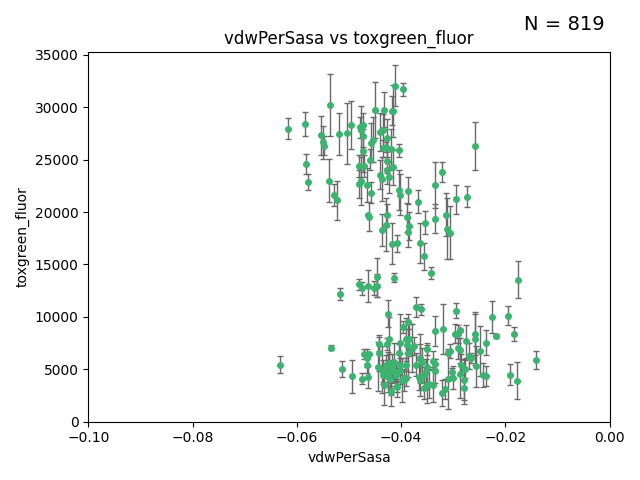 N = 819
vdwPerSasa vs toxgreen_fluor
35000
30000
25000
20000
15000
10000
5000
0
toxgreen_fluor
−0.10 −0.08 −0.06 −0.04 −0.02 0.00
vdwPerSasa